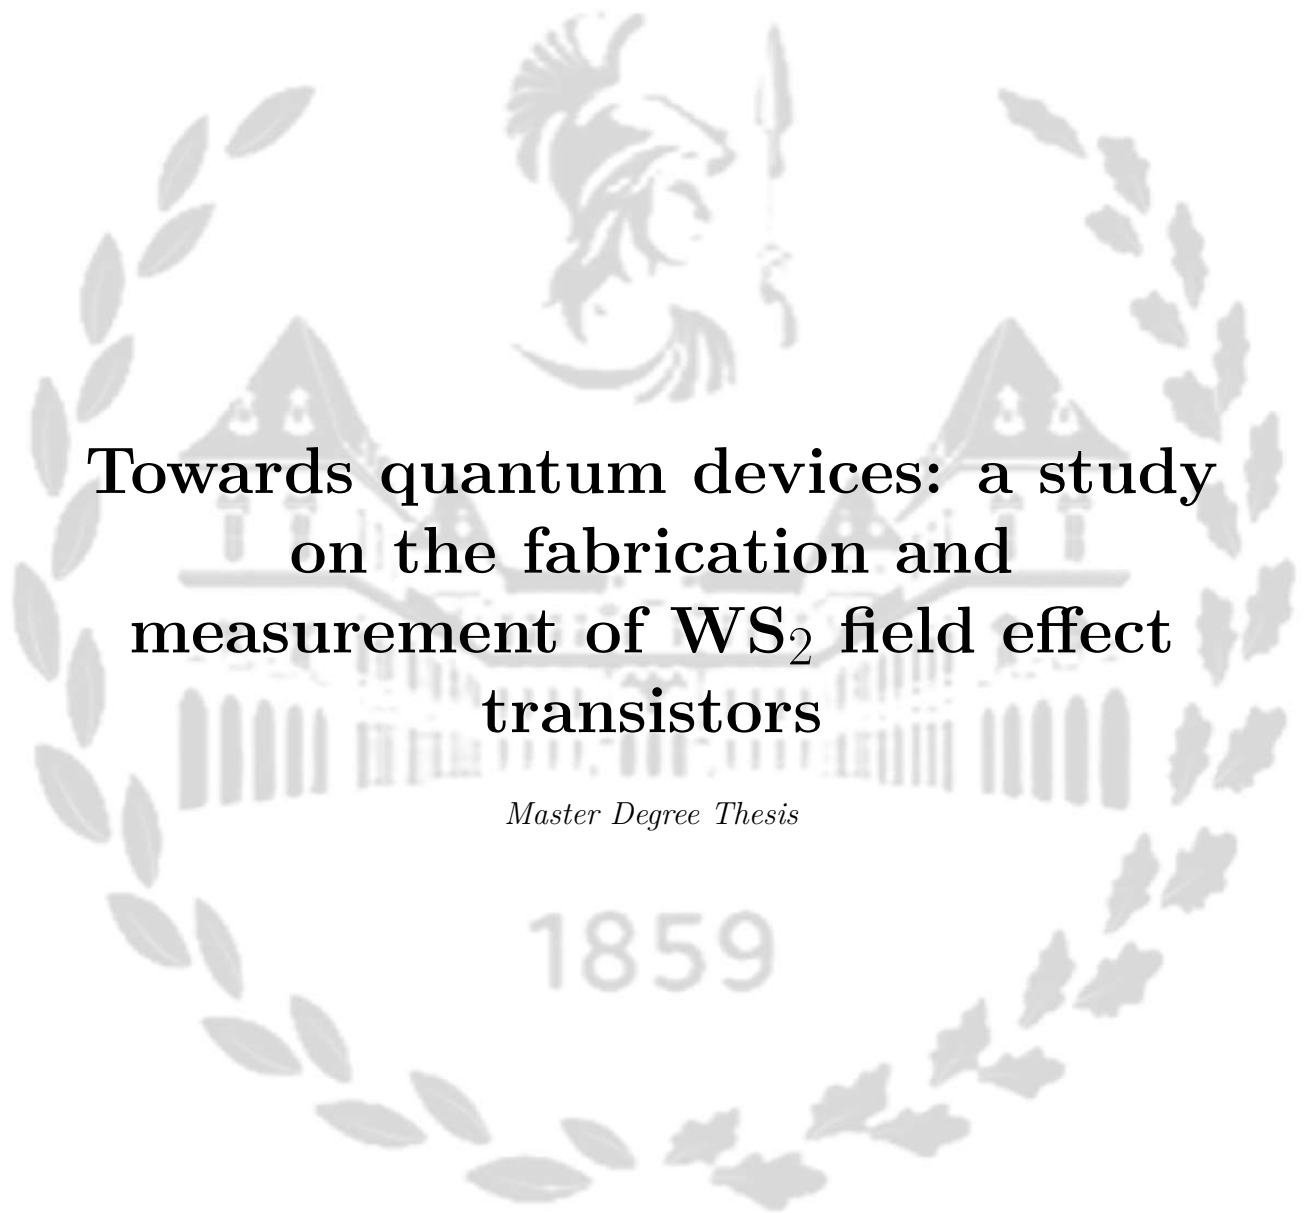 Towards quantum devices: a study
on the fabrication and
measurement of WS₂ field effect
transistors
Master Degree Thesis
1859